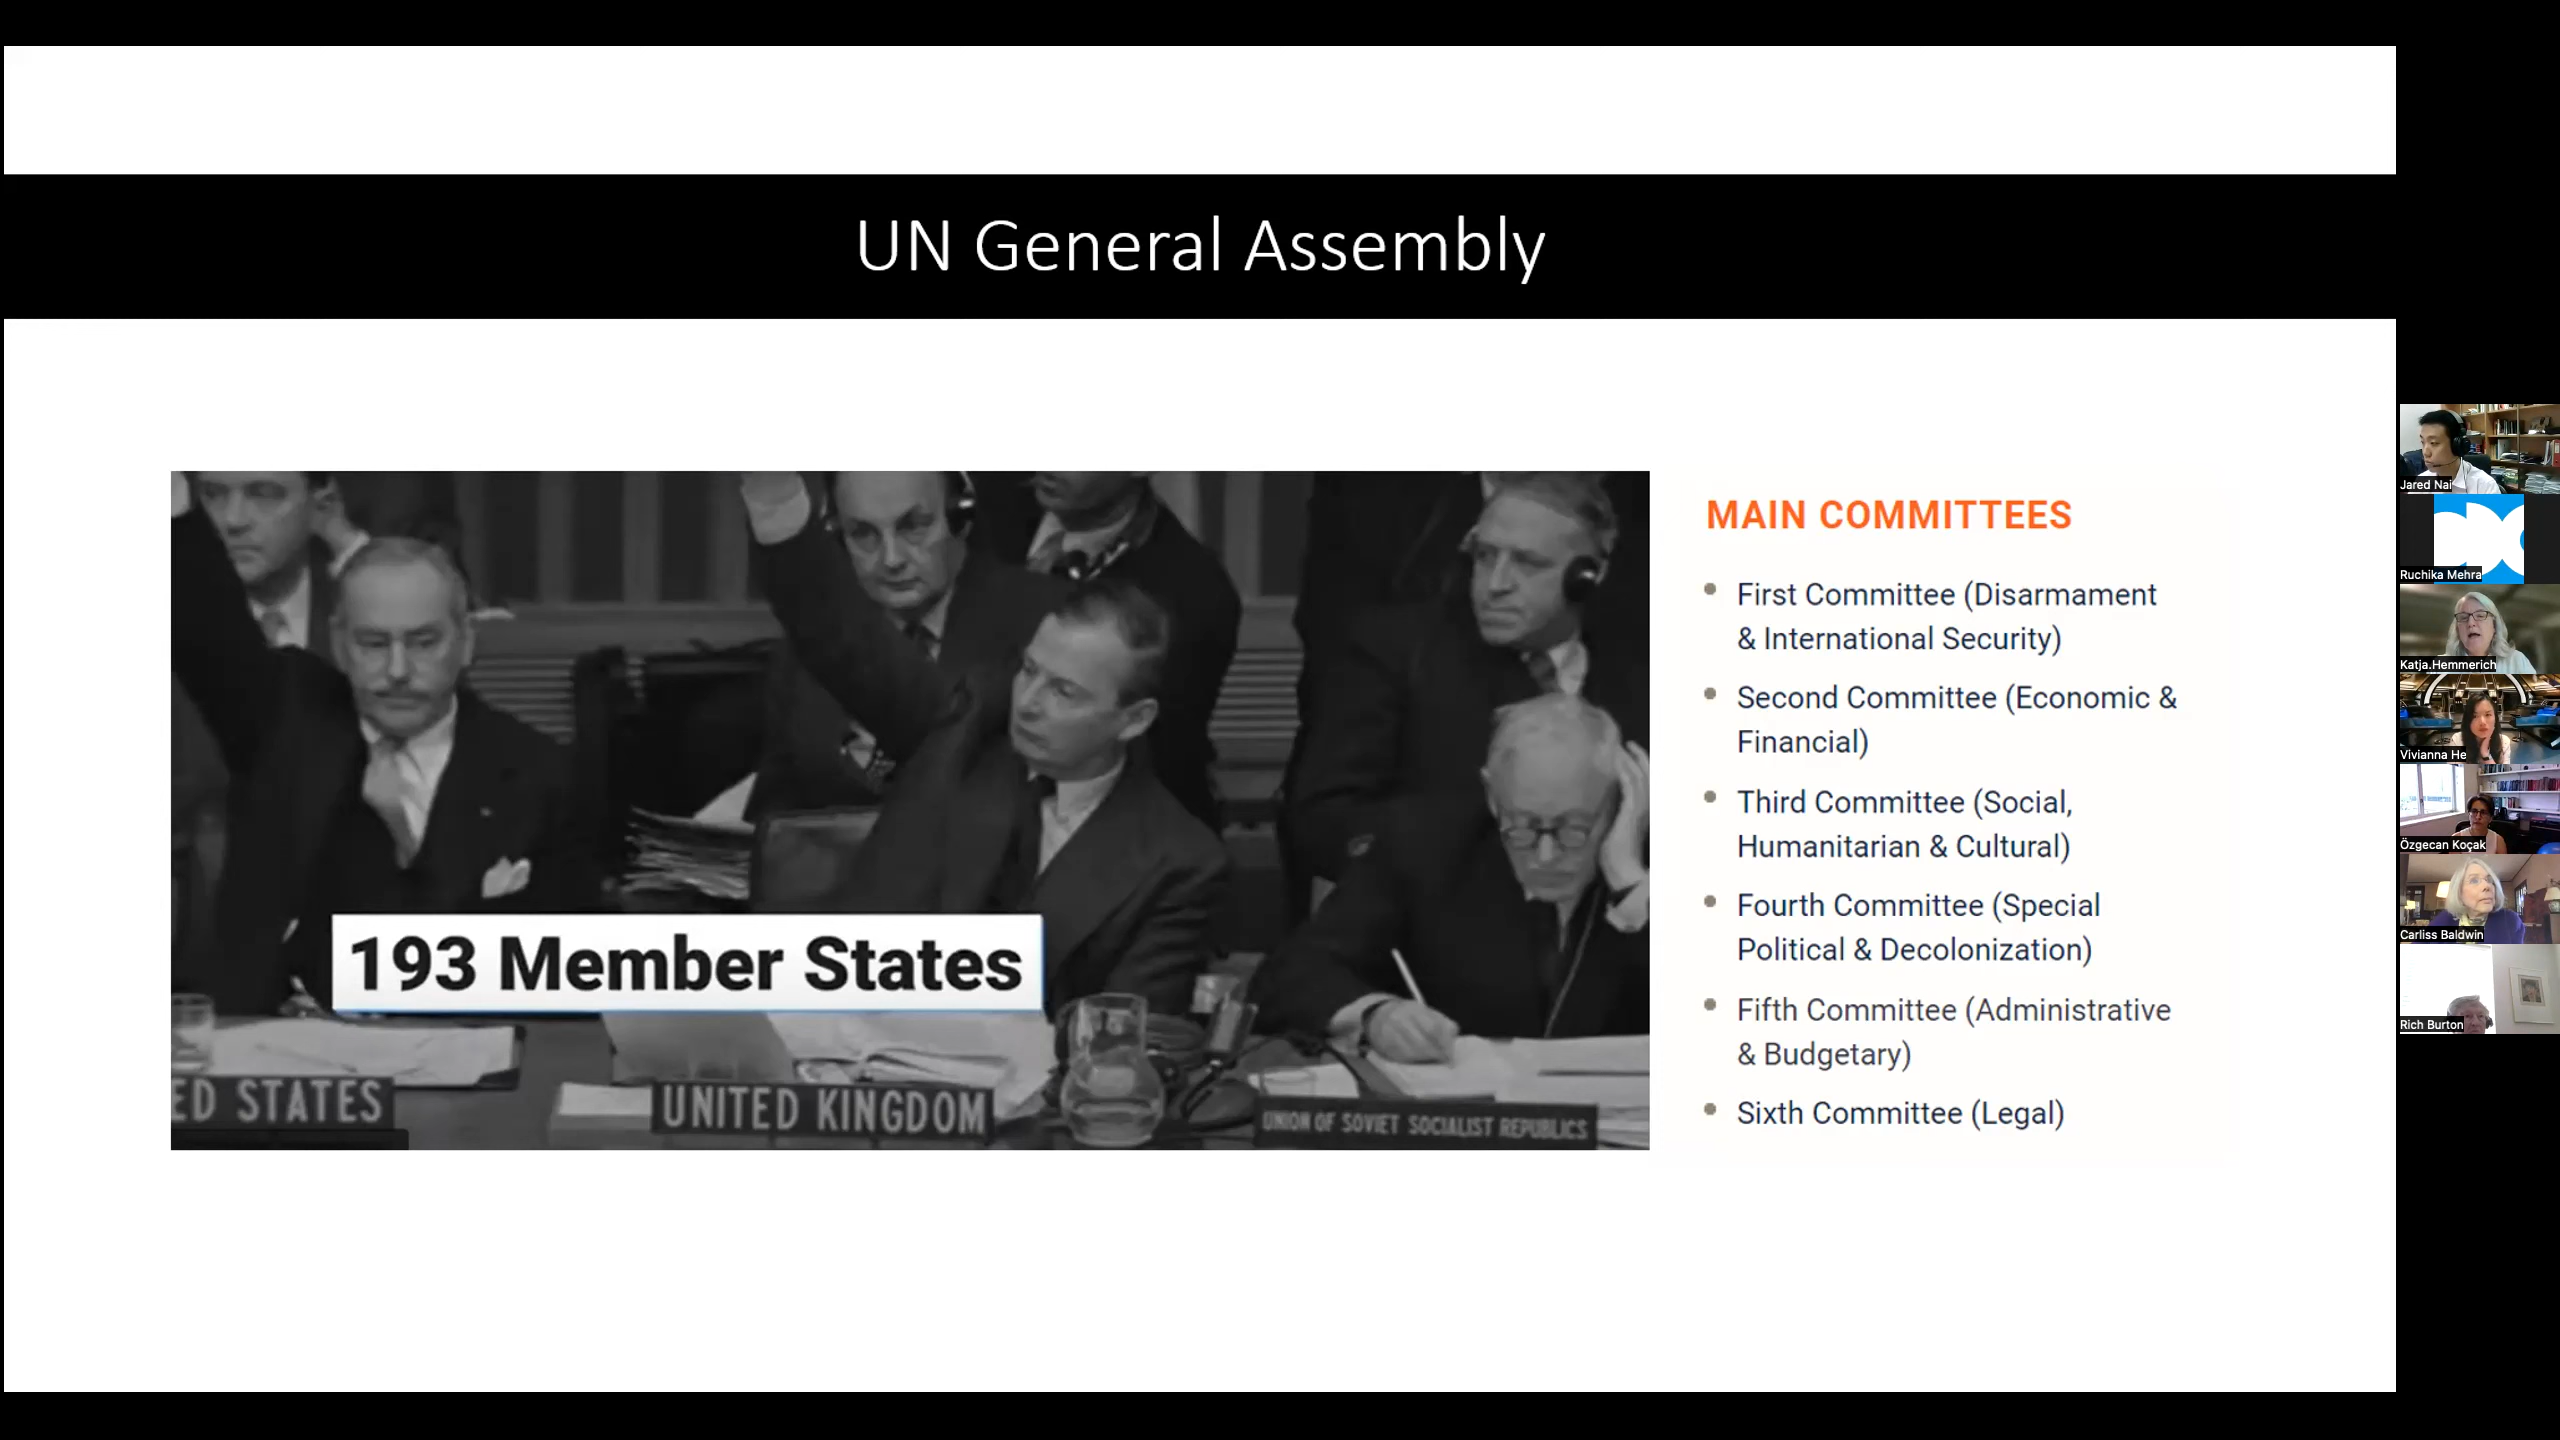 UN General Assembly
193 Member States
ED STATES
UNITED KINGDOM
UNION OF SOVIET SOCIALIST REPUBLICS
MAIN COMMITTEES
First Committee (Disarmament
& International Security)
Second Committee (Economic &
Financial)
Third Committee (Social,
Humanitarian & Cultural)
Fourth Committee (Special
Political & Decolonization)
Fifth Committee (Administrative
& Budgetary)
Sixth Committee (Legal)
Jared Nai
Ruchika Mehra
Katja.Hemmerich
Vivianna He
Özgecan Koçak
Carliss Baldwin
Rich Burton